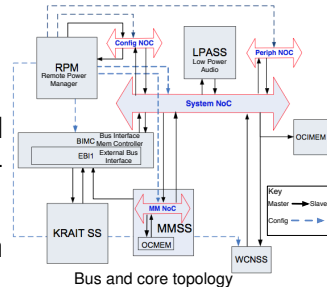 Config NOC
Periph NOC
RPM
Remote Power
Manager
LPASS
Low Power
Audio
System NoC
BIMC
Bus Interface
Mem Controller
EBI1
External Bus
Interface
OCIMEM
MM NoC
MMSS
OCMEM
KRAIT SS
WCNSS
Key
Master
Slave
Config
Bus and core topology